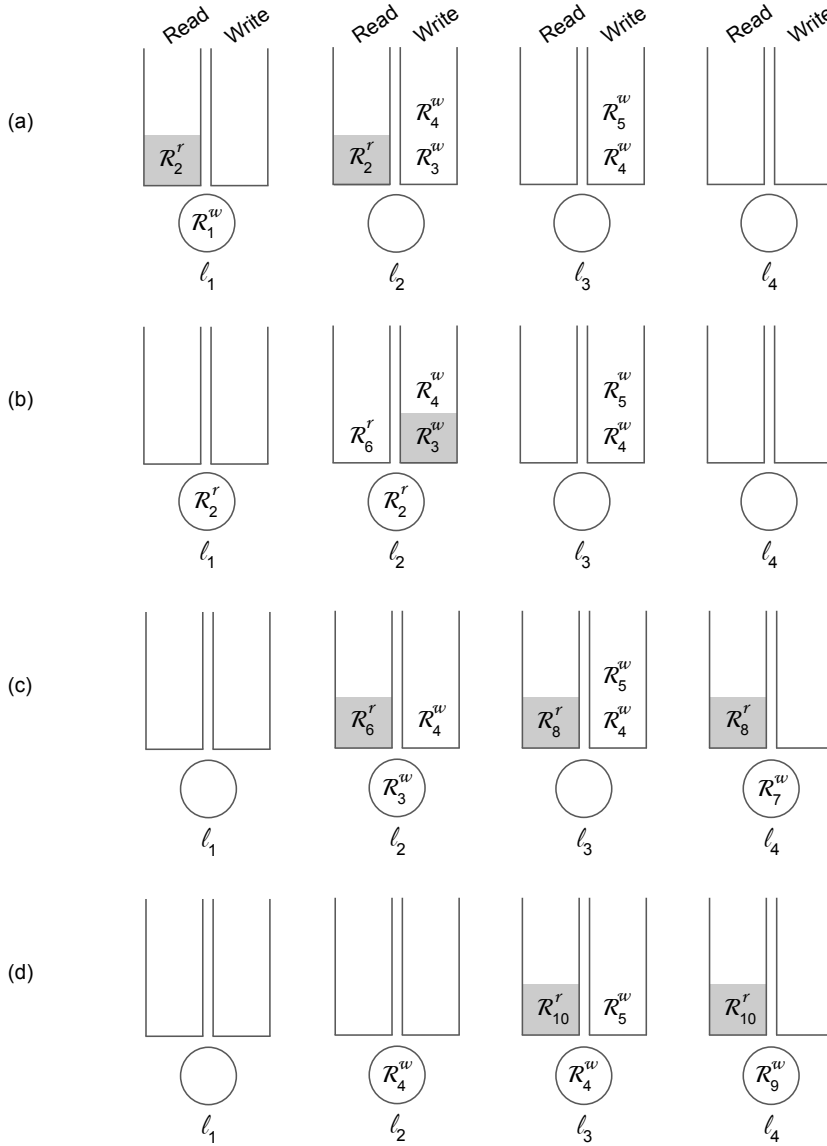 Read Write Read Write Read Write Read Write
(a)
ℛ₄ʷ ℛ₅ʷ
ℛ₂ʳ ℛ₂ʳ ℛ₃ʷ ℛ₄ʷ
ℛ₁ʷ
ℓ₁ ℓ₂ ℓ₃ ℓ₄
(b)
ℛ₄ʷ ℛ₅ʷ
ℛ₆ʳ ℛ₃ʷ ℛ₄ʷ
ℛ₂ʳ ℛ₂ʳ
ℓ₁ ℓ₂ ℓ₃ ℓ₄
(c)
ℛ₅ʷ
ℛ₆ʳ ℛ₄ʷ ℛ₈ʳ ℛ₄ʷ ℛ₈ʳ
ℛ₃ʷ ℛ₇ʷ
ℓ₁ ℓ₂ ℓ₃ ℓ₄
(d)
ℛ₁₀ʳ ℛ₅ʷ ℛ₁₀ʳ
ℛ₄ʷ ℛ₄ʷ ℛ₉ʷ
ℓ₁ ℓ₂ ℓ₃ ℓ₄